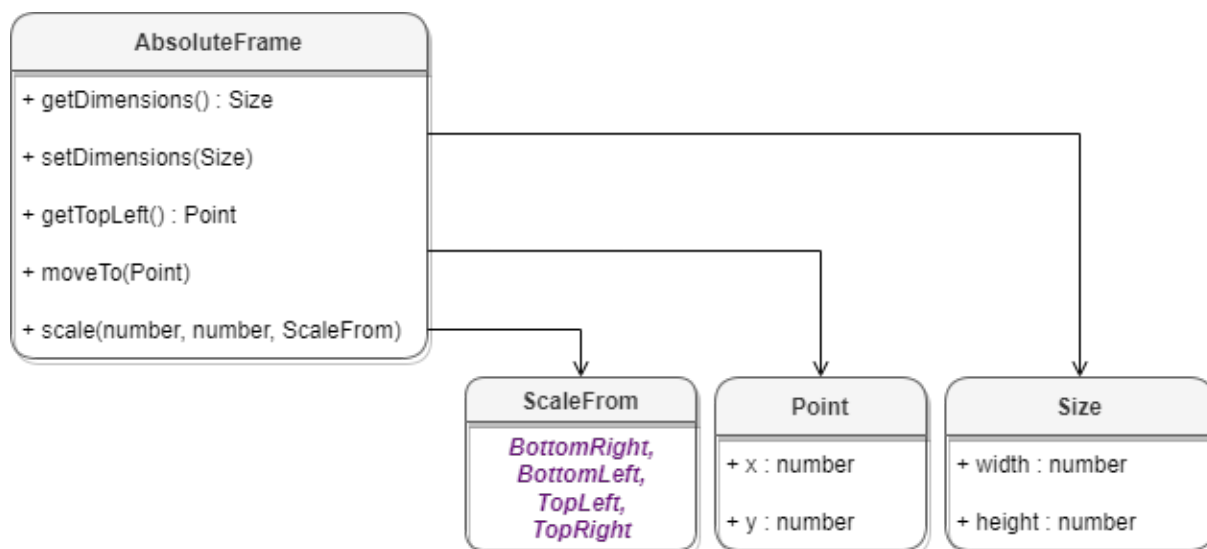 AbsoluteFrame
+ getDimensions() : Size
+ setDimensions(Size)
+ getTopLeft() : Point
+ moveTo(Point)
+ scale(number, number, ScaleFrom)
ScaleFrom
BottomRight,
BottomLeft,
TopLeft,
TopRight
Point
+ x : number
+ y : number
Size
+ width : number
+ height : number